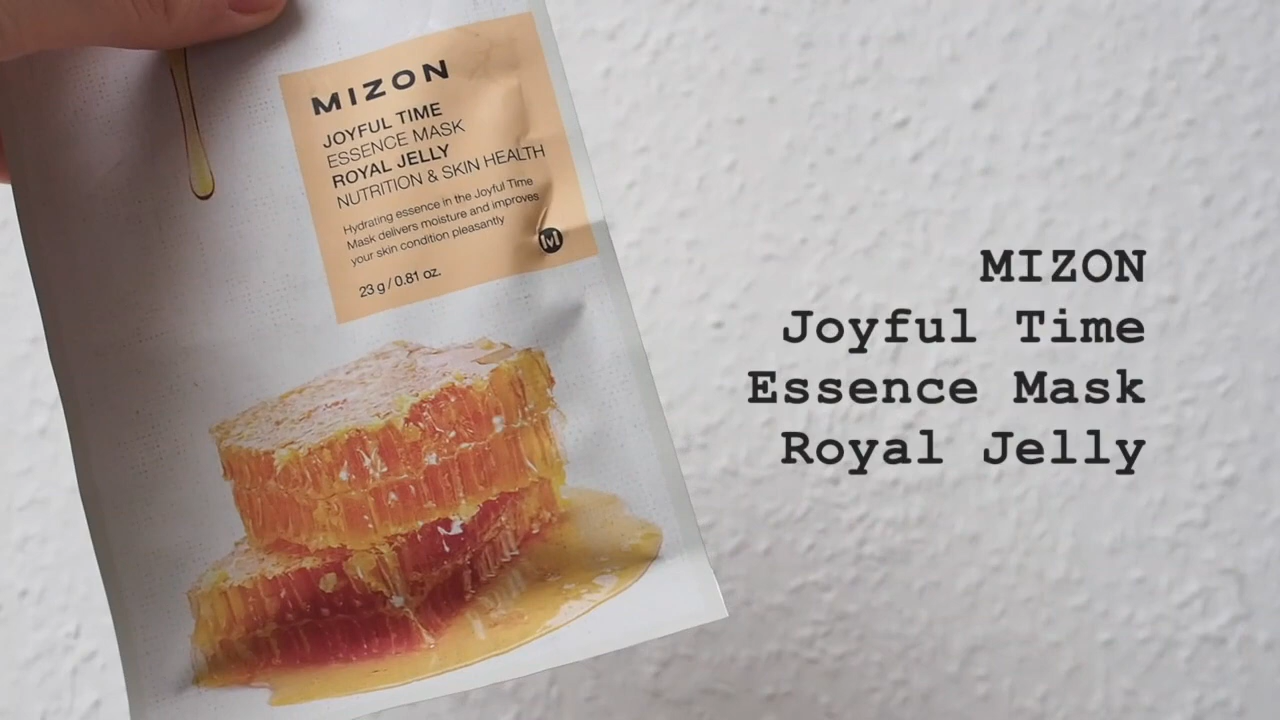 MIZON
JOYFUL TIME
ESSENCE MASK
ROYAL JELLY
NUTRITION & SKIN HEALTH
Hydrating essence in the Joyful Time
Mask delivers moisture and improves
your skin condition pleasantly
M
23 g / 0.81 oz.
MIZON
Joyful Time
Essence Mask
Royal Jelly